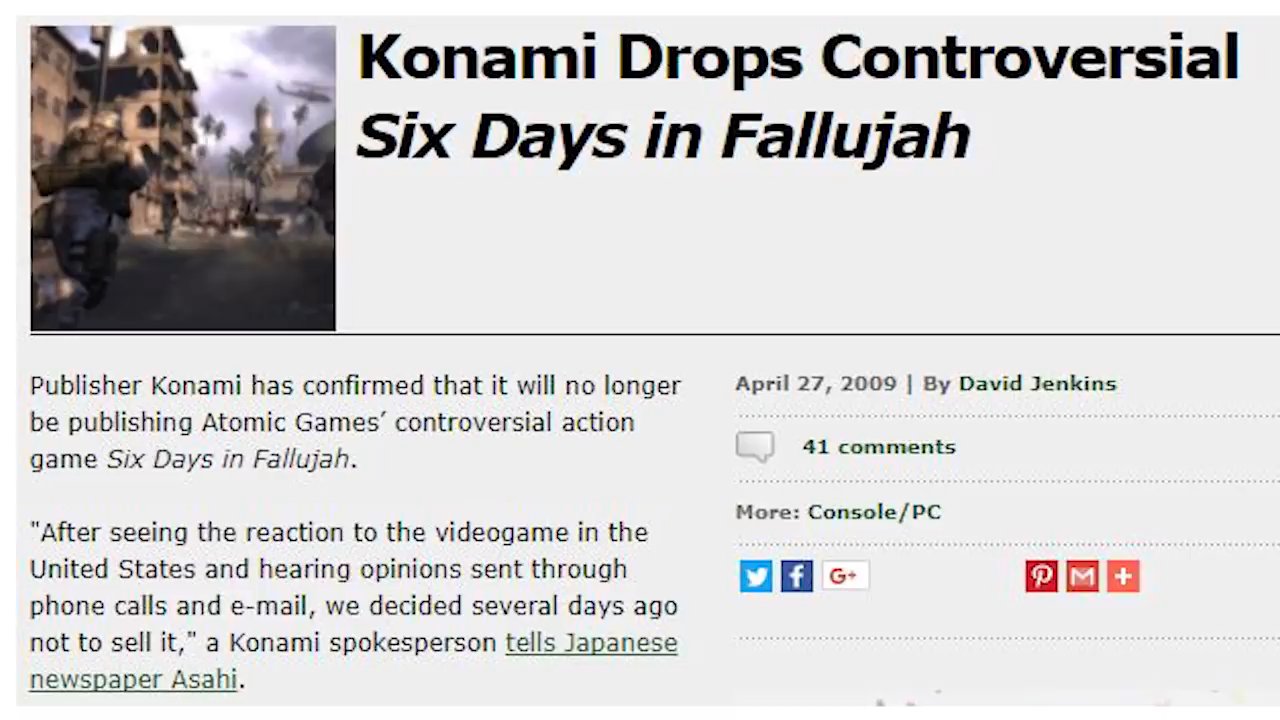 Konami Drops Controversial
Six Days in Fallujah
Publisher Konami has confirmed that it will no longer
be publishing Atomic Games’ controversial action
game Six Days in Fallujah.
"After seeing the reaction to the videogame in the
United States and hearing opinions sent through
phone calls and e-mail, we decided several days ago
not to sell it," a Konami spokesperson tells Japanese
newspaper Asahi.
April 27, 2009 | By David Jenkins
41 comments
More: Console/PC
G+